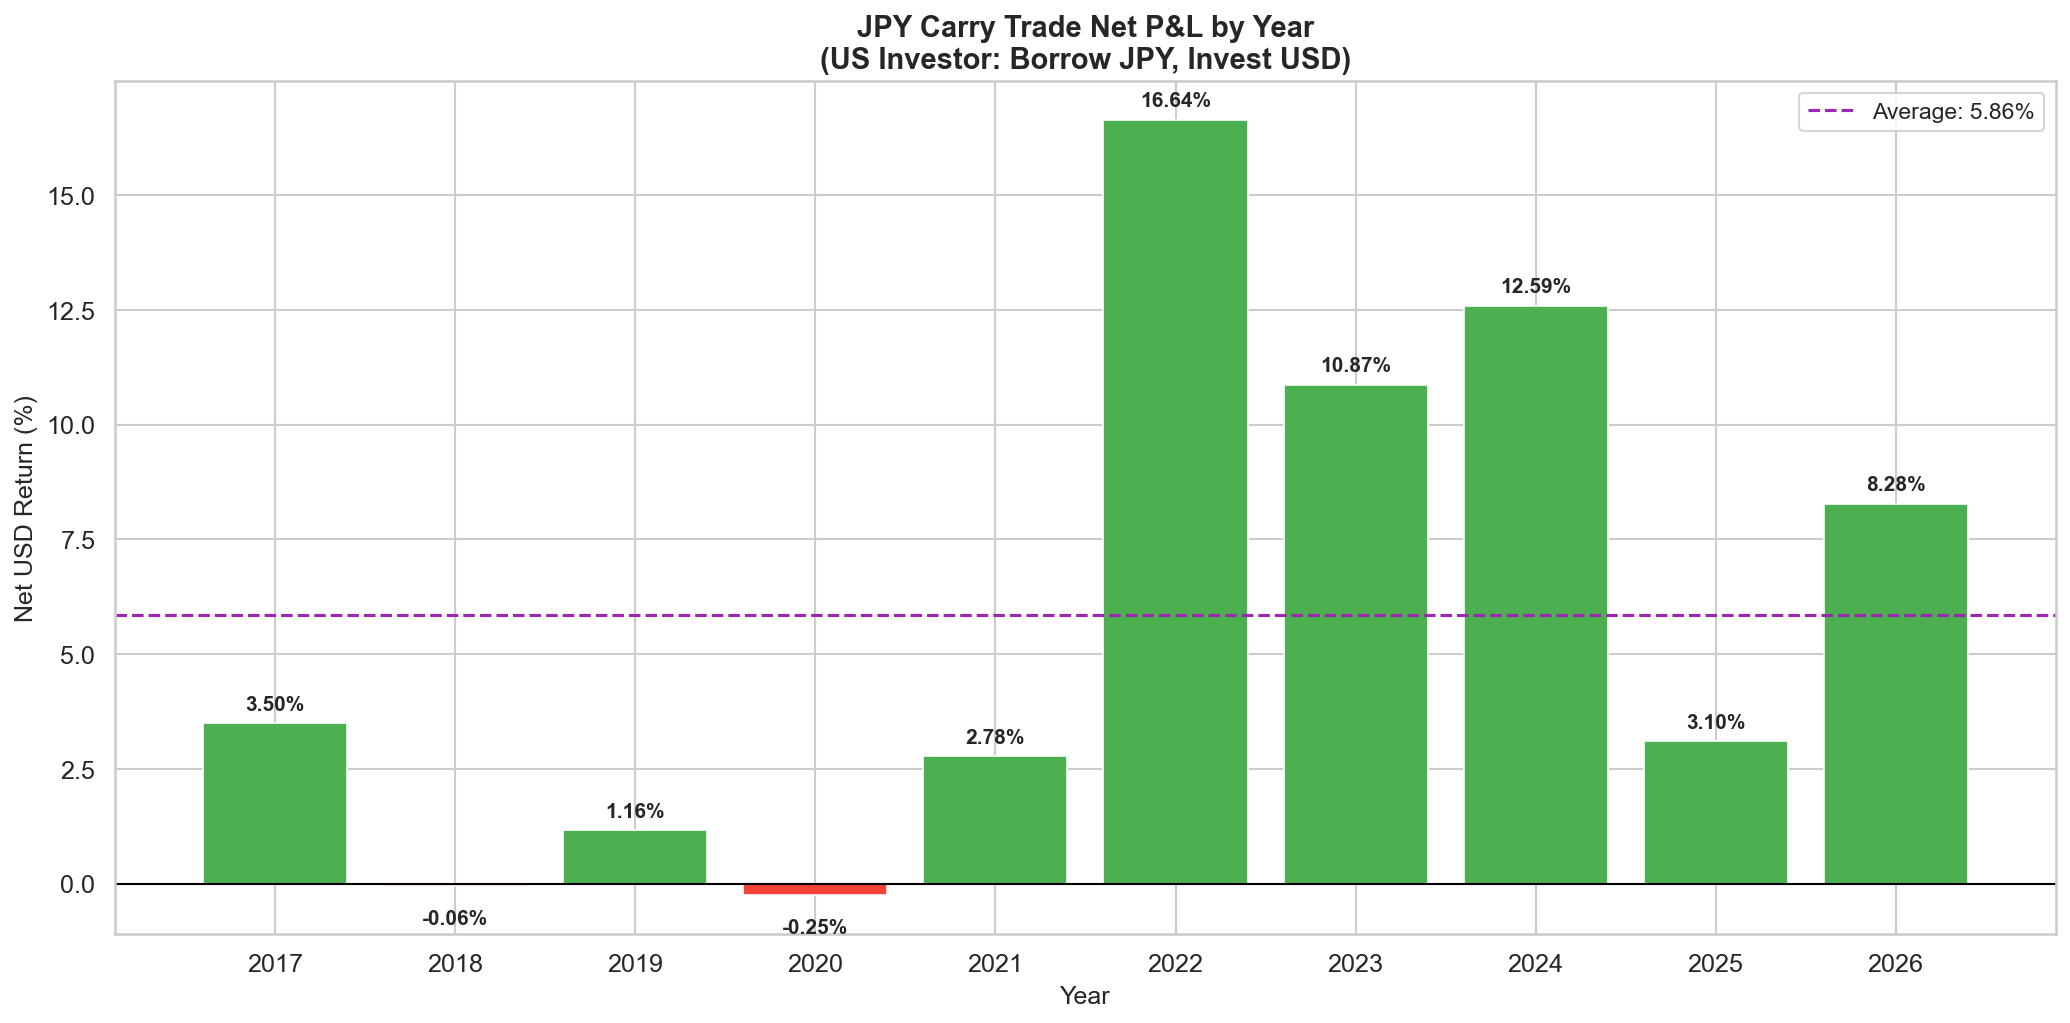 JPY Carry Trade Net P&L by Year
(US Investor: Borrow JPY, Invest USD)
Average: 5.86%
Net USD Return (%)
15.0
12.5
10.0
7.5
5.0
2.5
0.0
3.50%
-0.06%
1.16%
-0.25%
2.78%
16.64%
10.87%
12.59%
3.10%
8.28%
2017 2018 2019 2020 2021 2022 2023 2024 2025 2026
Year